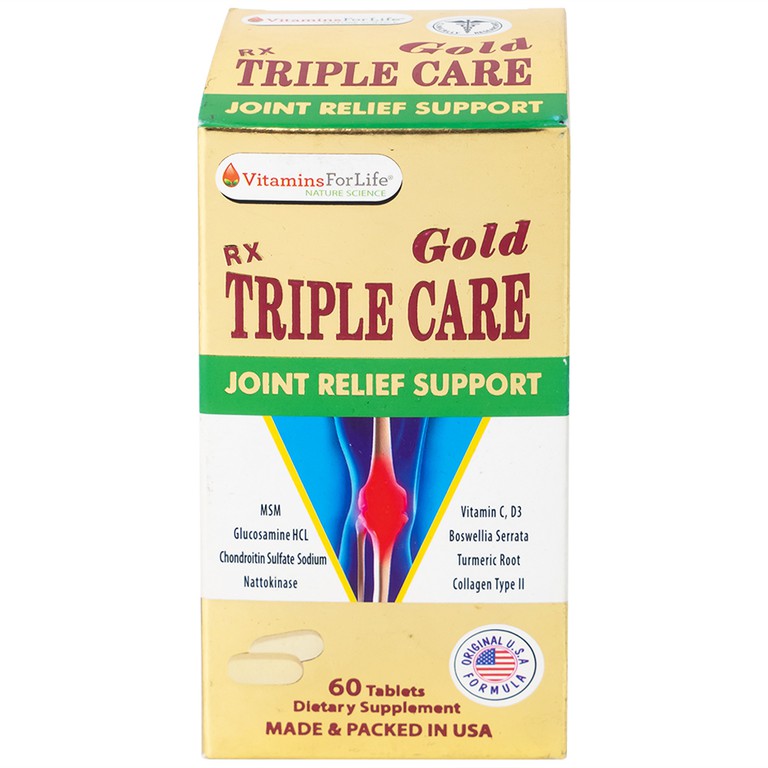 VitaminsForLife®
RX Gold
TRIPLE CARE
JOINT RELIEF SUPPORT
VitaminsForLife®
NATURE SCIENCE
RX Gold
TRIPLE CARE
JOINT RELIEF SUPPORT
MSM
Glucosamine HCL
Chondroitin Sulfate Sodium
Nattokinase
Vitamin C, D3
Boswellia Serrata
Turmeric Root
Collagen Type II
ORIGINAL U.S.A
FORMULA
60 Tablets
Dietary Supplement
MADE & PACKED IN USA